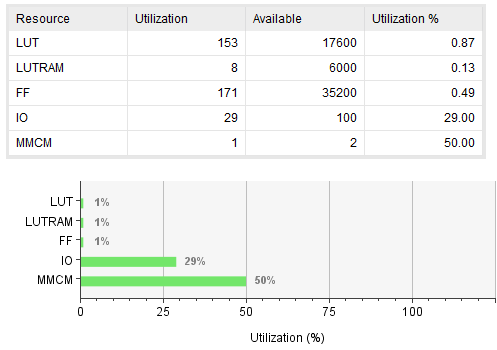 Resource Utilization Available Utilization %
LUT 153 17600 0.87
LUTRAM 8 6000 0.13
FF 171 35200 0.49
IO 29 100 29.00
MMCM 1 2 50.00
LUT 1%
LUTRAM 1%
FF 1%
IO 29%
MMCM 50%
0 25 50 75 100
Utilization (%)